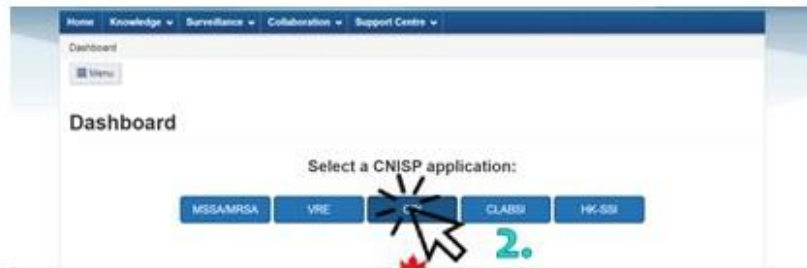 Home Knowledge Surveillance Collaboration Support Centre
Dashboard
Menu
Dashboard
Select a CNISP application:
MSSA/MRSA VRE CLABSI HK-SSI
2.